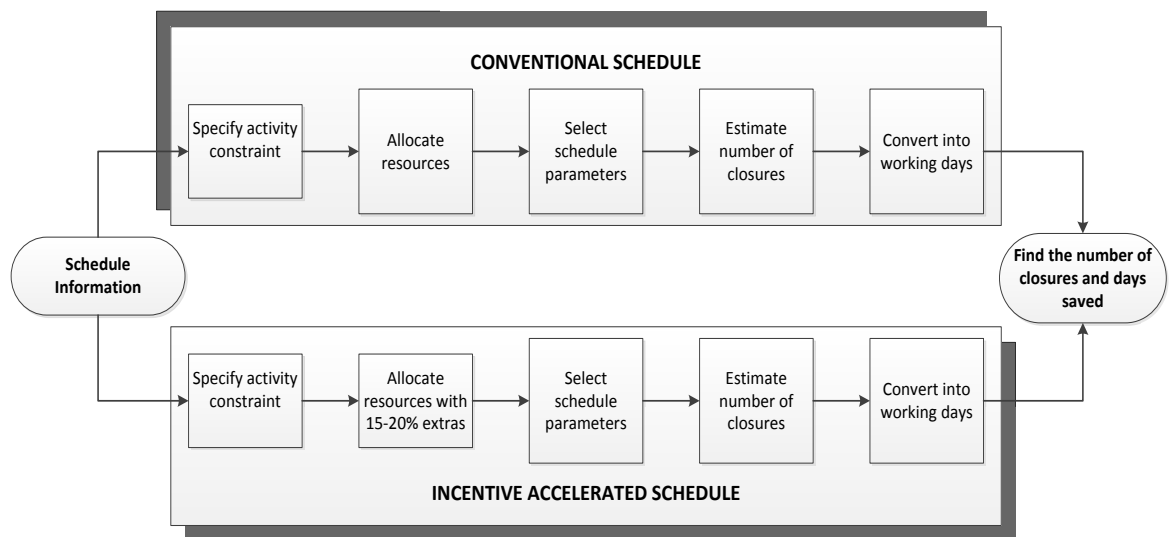 CONVENTIONAL SCHEDULE
Specify activity
constraint
Allocate
resources
Select
schedule
parameters
Estimate
number of
closures
Convert into
working days
Schedule
Information
Find the number of
closures and days
saved
Specify activity
constraint
Allocate
resources with
15-20% extras
Select
schedule
parameters
Estimate
number of
closures
Convert into
working days
INCENTIVE ACCELERATED SCHEDULE